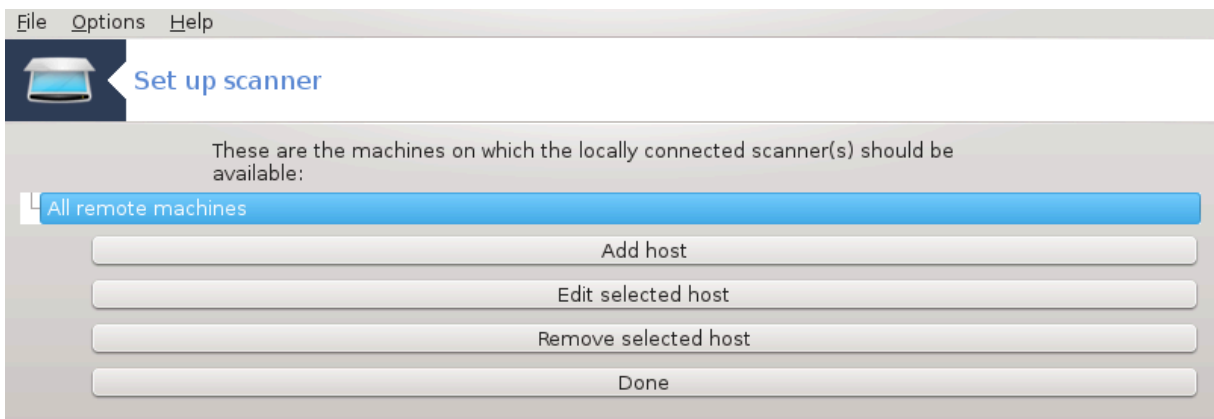 File Options Help
Set up scanner
These are the machines on which the locally connected scanner(s) should be
available:
All remote machines
Add host
Edit selected host
Remove selected host
Done